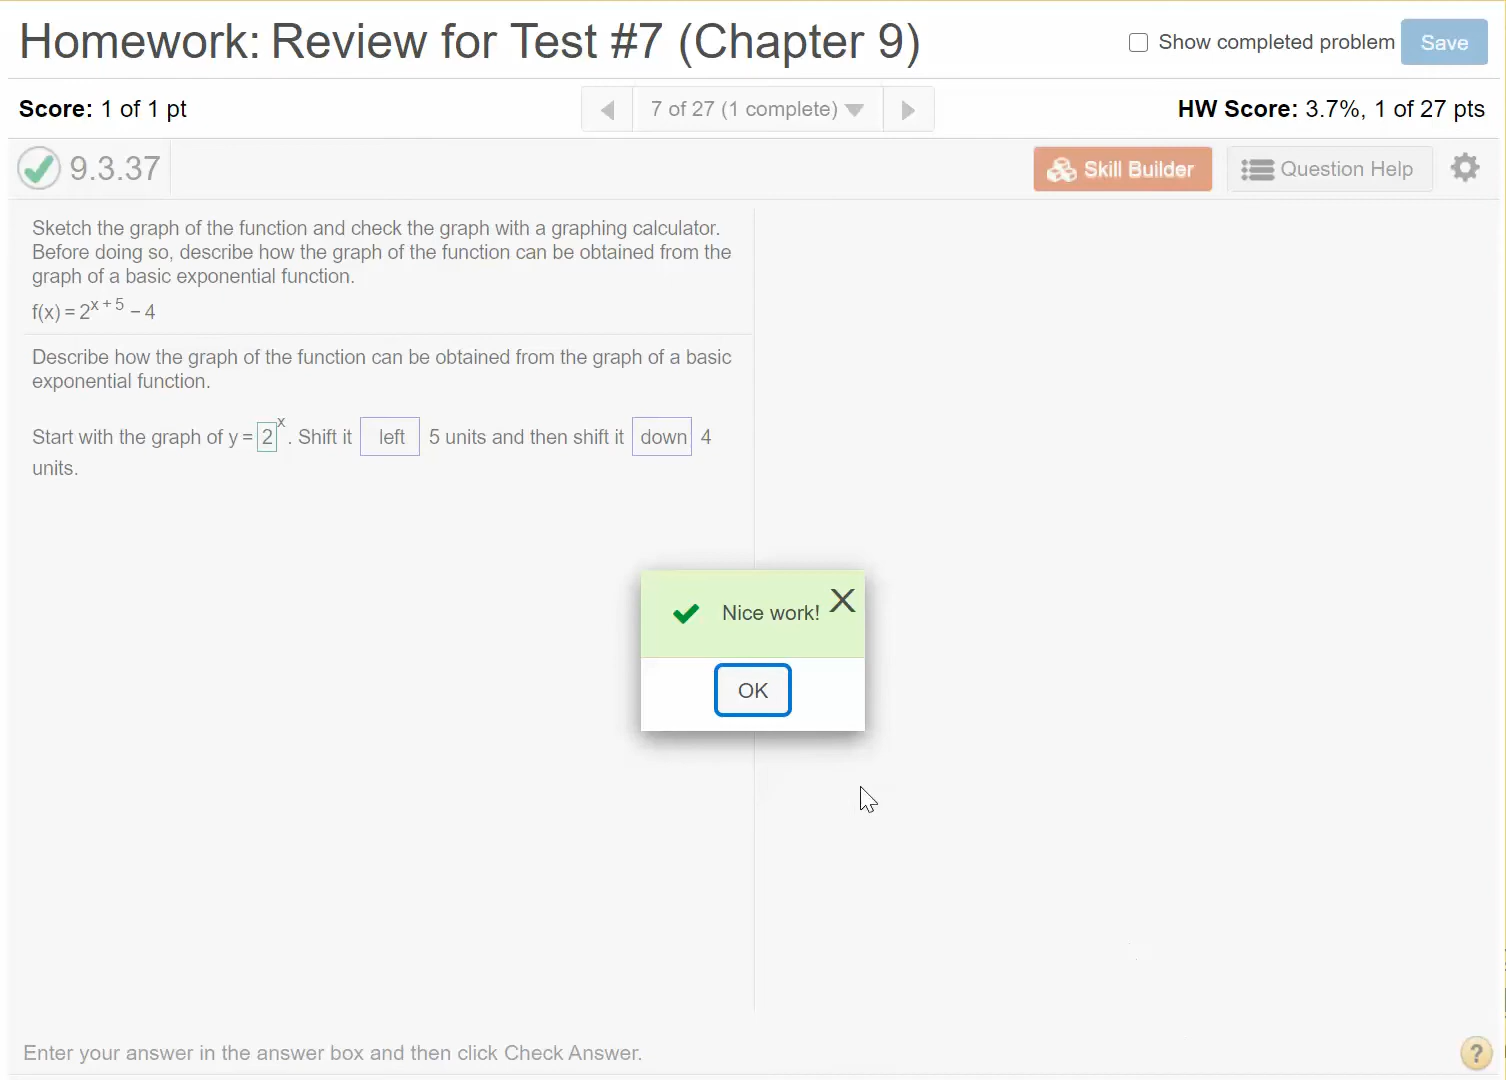 Homework: Review for Test #7 (Chapter 9)
Show completed problem
Save
Score: 1 of 1 pt
7 of 27 (1 complete)
HW Score: 3.7%, 1 of 27 pts
9.3.37
Skill Builder
Question Help
Sketch the graph of the function and check the graph with a graphing calculator.
Before doing so, describe how the graph of the function can be obtained from the
graph of a basic exponential function.
f(x) = 2^{x + 5} − 4
Describe how the graph of the function can be obtained from the graph of a basic
exponential function.
Start with the graph of y = 2^x. Shift it left 5 units and then shift it down 4
units.
Nice work!
OK
Enter your answer in the answer box and then click Check Answer.
?